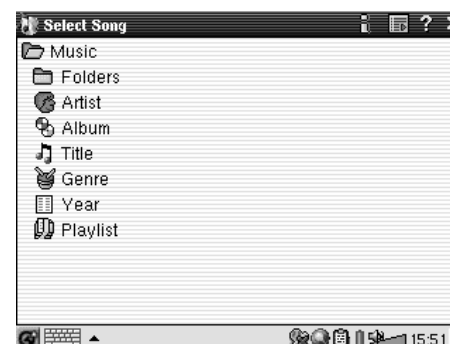 Select Song
?
Music
Folders
Artist
Album
Title
Genre
Year
Playlist
15:51